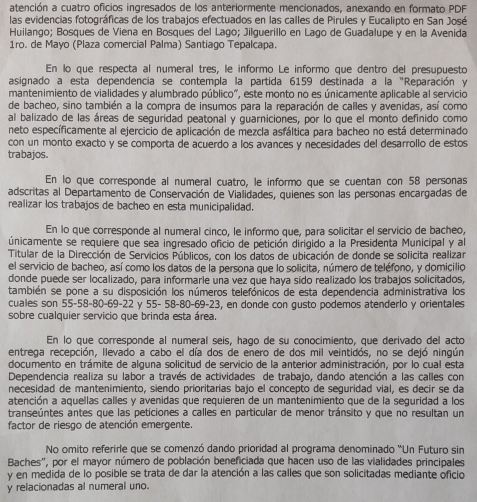 atención a cuatro oficios ingresados de los anteriormente mencionados, anexando en formato PDF
las evidencias fotográficas de los trabajos efectuados en las calles de Pirules y Eucalipto en San José
Huilango; Bosques de Viena en Bosques del Lago; Jilguerillo en Lago de Guadalupe y en la Avenida
1ro. de Mayo (Plaza comercial Palma) Santiago Tepalcapa.
En lo que respecta al numeral tres, le informo Le informo que dentro del presupuesto
asignado a esta dependencia se contempla la partida 6159 destinada a la "Reparación y
mantenimiento de vialidades y alumbrado público", este monto no es únicamente aplicable al servicio
de bacheo, sino también a la compra de insumos para la reparación de calles y avenidas, así como
al balizado de las áreas de seguridad peatonal y guarniciones, por lo que el monto definido como
neto específicamente al ejercicio de aplicación de mezcla asfáltica para bacheo no está determinado
con un monto exacto y se comporta de acuerdo a los avances y necesidades del desarrollo de estos
trabajos.
En lo que corresponde al numeral cuatro, le informo que se cuentan con 58 personas
adscritas al Departamento de Conservación de Vialidades, quienes son las personas encargadas de
realizar los trabajos de bacheo en esta municipalidad.
En lo que corresponde al numeral cinco, le informo que, para solicitar el servicio de bacheo,
únicamente se requiere que sea ingresado oficio de petición dirigido a la Presidenta Municipal y al
Titular de la Dirección de Servicios Públicos, con los datos de ubicación de donde se solicita realizar
el servicio de bacheo, así como los datos de la persona que lo solicita, número de teléfono, y domicilio
donde puede ser localizado, para informarle una vez que haya sido realizado los trabajos solicitados,
también se pone a su disposición los números telefónicos de esta dependencia administrativa los
cuales son 55-58-80-69-22 y 55- 58-80-69-23, en donde con gusto podemos atenderlo y orientales
sobre cualquier servicio que brinda esta área.
En lo que corresponde al numeral seis, hago de su conocimiento, que derivado del acto
entrega recepción, llevado a cabo el día dos de enero de dos mil veintidós, no se dejó ningún
documento en trámite de alguna solicitud de servicio de la anterior administración, por lo cual esta
Dependencia realiza su labor a través de actividades de trabajo, dando atención a las calles con
necesidad de mantenimiento, siendo prioritarias bajo el concepto de seguridad vial, es decir se da
atención a aquellas calles y avenidas que requieren de un mantenimiento que de la seguridad a los
transeúntes antes que las peticiones a calles en particular de menor tránsito y que no resultan un
factor de riesgo de atención emergente.
No omito referirle que se comenzó dando prioridad al programa denominado "Un Futuro sin
Baches", por el mayor número de población beneficiada que hacen uso de las vialidades principales
y en medida de lo posible se trata de dar la atención a las calles que son solicitadas mediante oficio
y relacionadas al numeral uno.